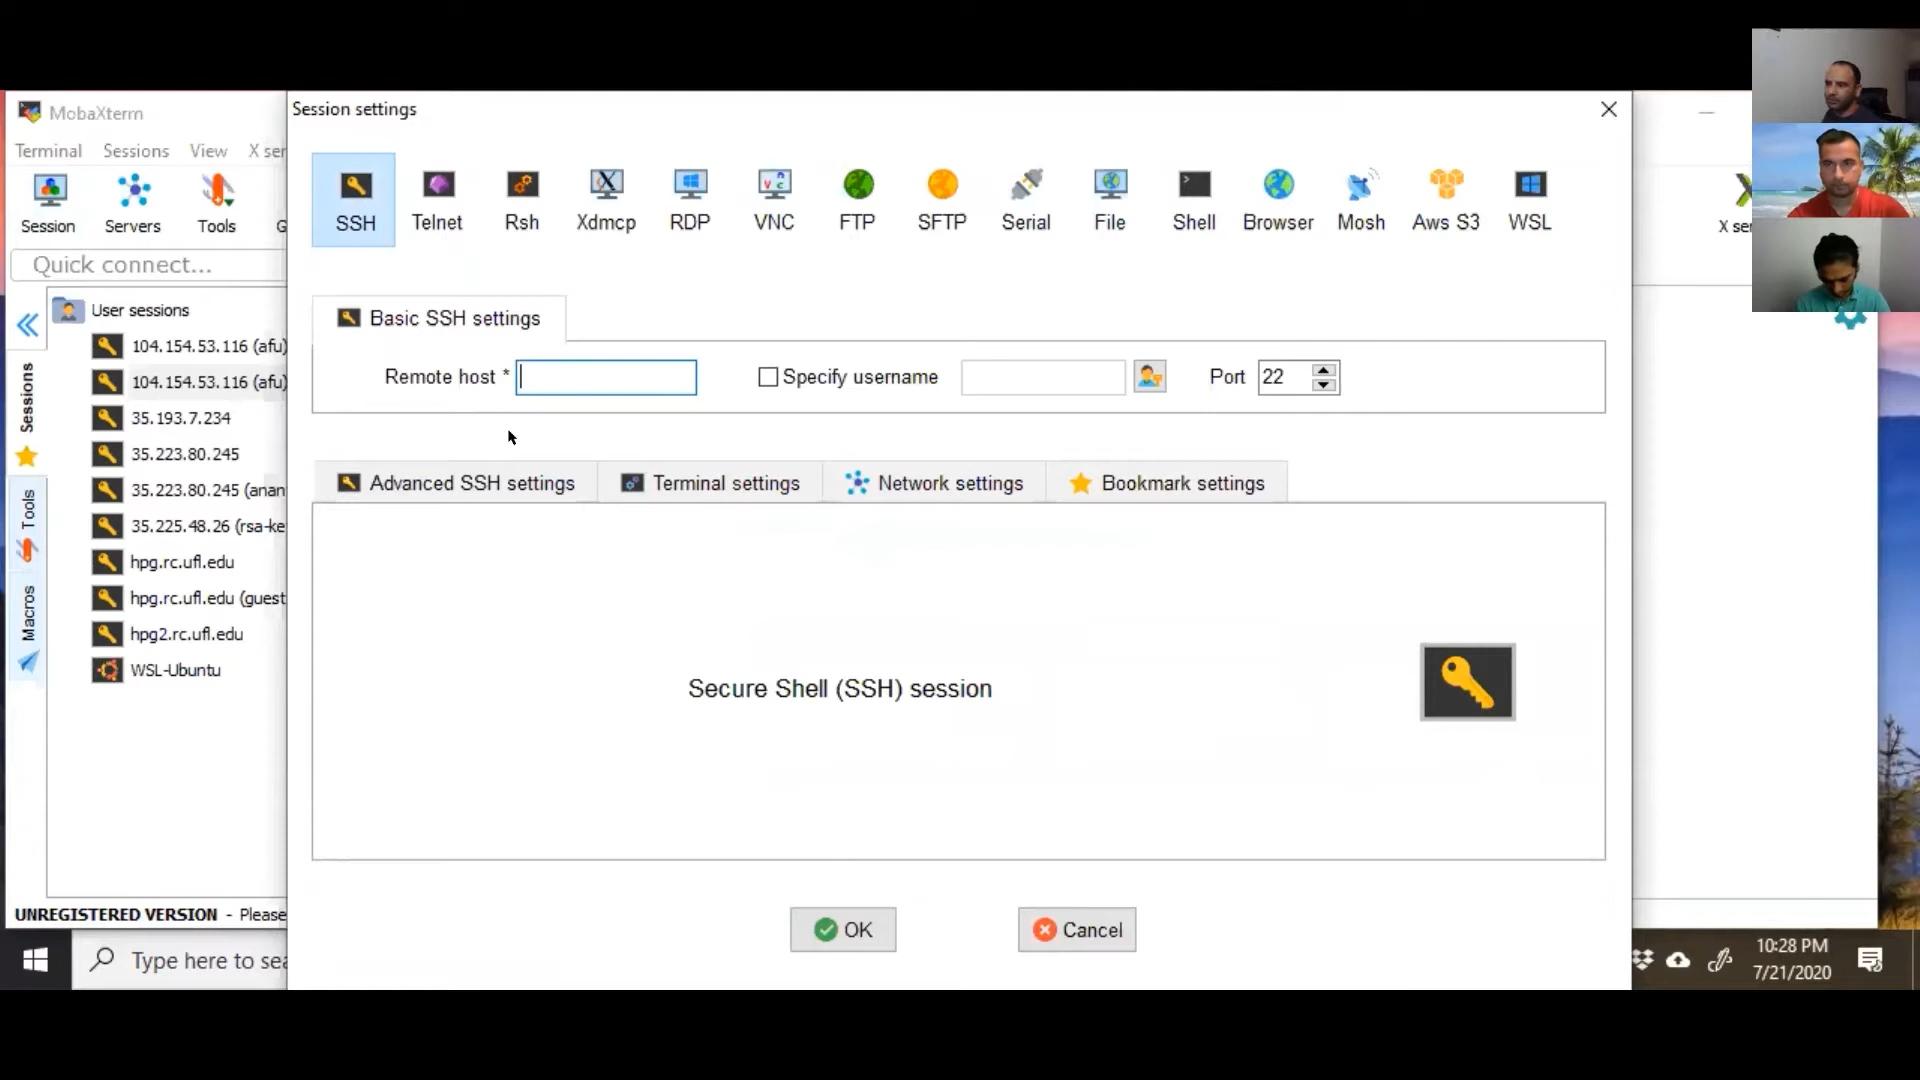 MobaXterm
Session settings
Terminal Sessions View X ser
Session Servers Tools G
SSH Telnet Rsh Xdmcp RDP VNC FTP SFTP Serial File Shell Browser Mosh Aws S3 WSL
X ser
Quick connect...
Basic SSH settings
Remote host * Specify username Port 22
User sessions
104.154.53.116 (afu)
104.154.53.116 (afu)
35.193.7.234
35.223.80.245
35.223.80.245 (anan
35.225.48.26 (rsa-ke
hpg.rc.ufl.edu
hpg.rc.ufl.edu (guest
hpg2.rc.ufl.edu
WSL-Ubuntu
Sessions
Tools
Macros
Advanced SSH settings Terminal settings Network settings Bookmark settings
Secure Shell (SSH) session
OK Cancel
UNREGISTERED VERSION - Please
Type here to sea
10:28 PM
7/21/2020